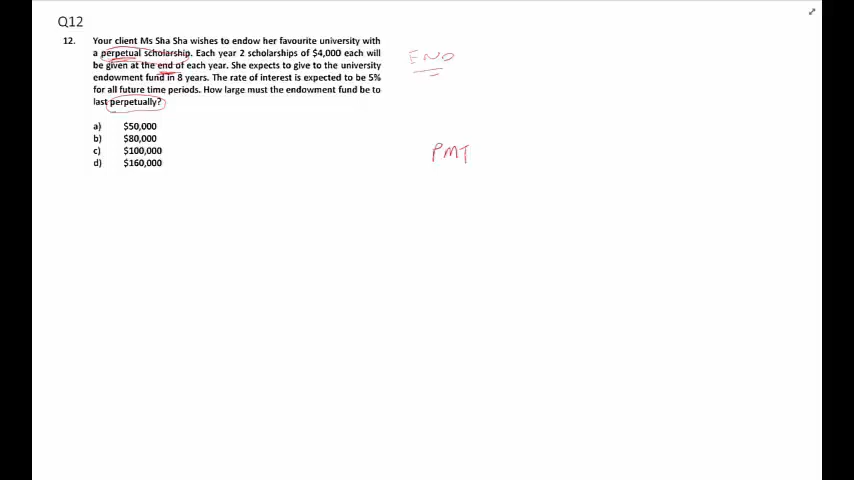 Q12
12. Your client Ms Sha Sha wishes to endow her favourite university with
a perpetual scholarship. Each year 2 scholarships of $4,000 each will
be given at the end of each year. She expects to give to the university
endowment fund in 8 years. The rate of interest is expected to be 5%
for all future time periods. How large must the endowment fund be to
last perpetually?
END
a) $50,000
b) $80,000
c) $100,000
d) $160,000
PMT